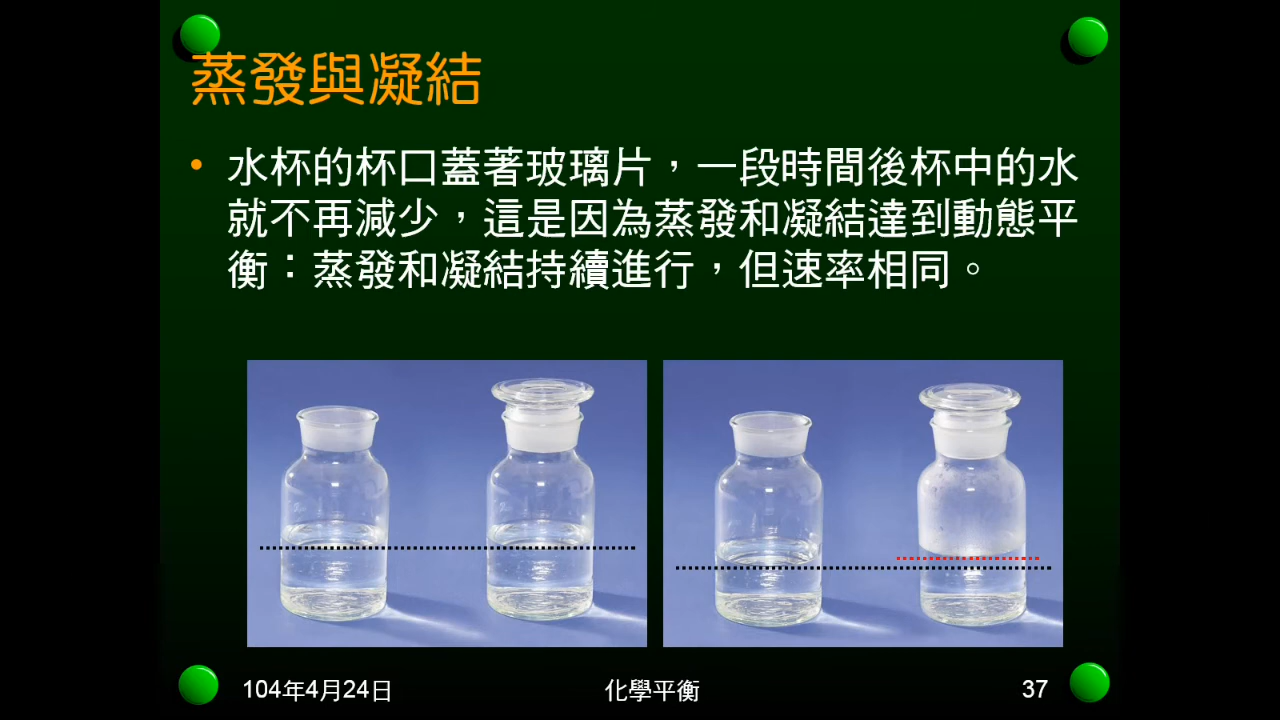 蒸發與凝結
• 水杯的杯口蓋著玻璃片，一段時間後杯中的水
就不再減少，這是因為蒸發和凝結達到動態平
衡：蒸發和凝結持續進行，但速率相同。
104年4月24日
化學平衡
37